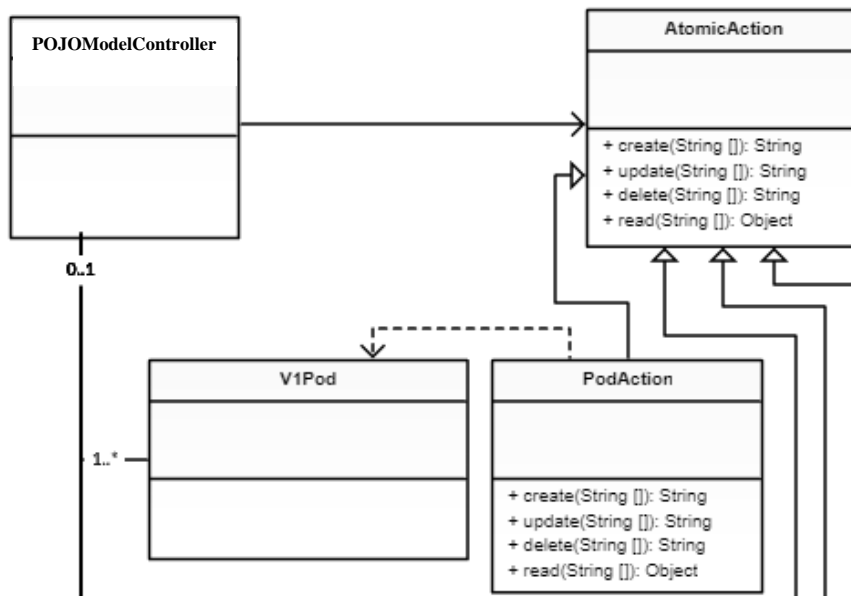 POJOModelController
AtomicAction
+ create(String []): String
+ update(String []): String
+ delete(String []): String
+ read(String []): Object
0..1
V1Pod
PodAction
1..*
+ create(String []): String
+ update(String []): String
+ delete(String []): String
+ read(String []): Object